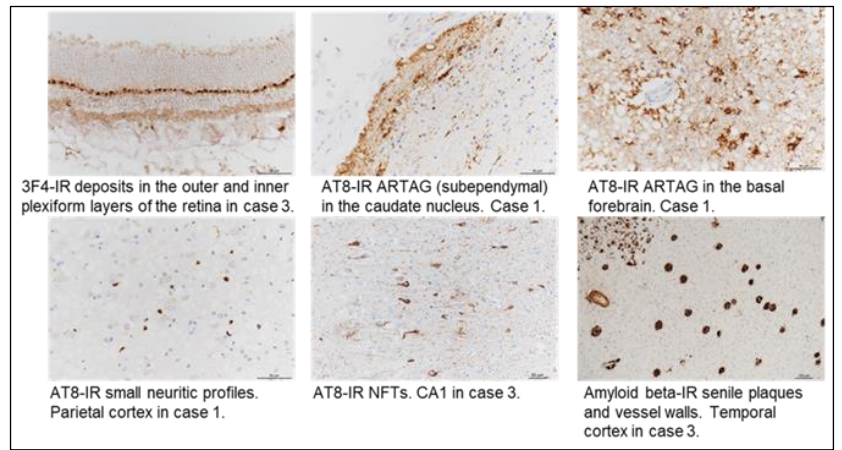 3F4-IR deposits in the outer and inner
plexiform layers of the retina in case 3.
AT8-IR ARTAG (subependymal)
in the caudate nucleus. Case 1.
AT8-IR ARTAG in the basal
forebrain. Case 1.
AT8-IR small neuritic profiles.
Parietal cortex in case 1.
AT8-IR NFTs. CA1 in case 3.
Amyloid beta-IR senile plaques
and vessel walls. Temporal
cortex in case 3.